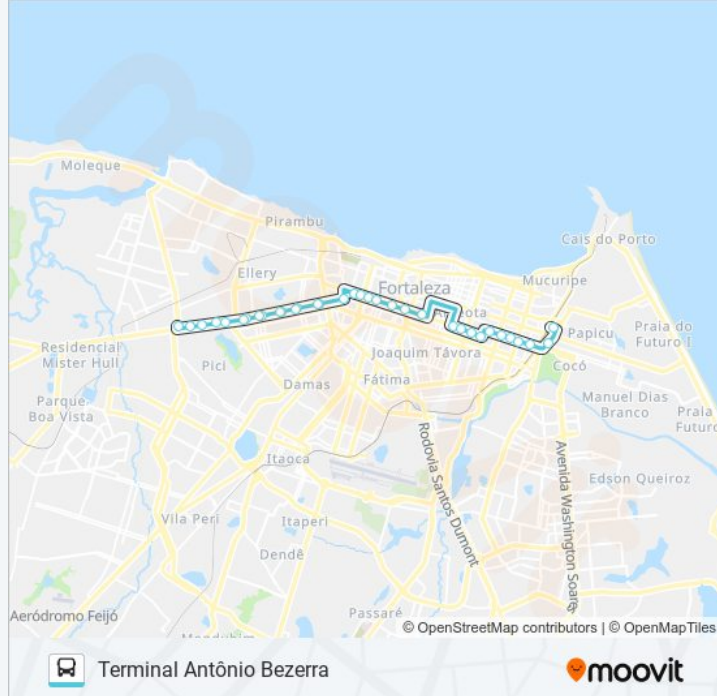 Moleque
Pirambu
Cais do Porto
Ellery
Fortaleza
Mucuripe
Papicu
Praia do
Futuro I
Residencial
Mister Hull
Pici
Joaquim Távora
Cocó
Damas
Fátima
Manuel Dias
Branco
Parque
Boa Vista
Praia
Futuro
Rodovia Santos Dumont
Avenida Washington Soares
Itaoca
Edson Queiroz
Vila Peri
Itaperi
Dendê
Aeródromo Feijó
Passaré
© OpenStreetMap contributors | © OpenMapTiles
Terminal Antônio Bezerra
moovit